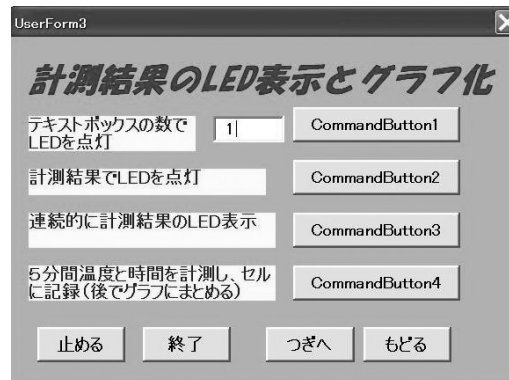 UserForm3
計測結果のLED表示とグラフ化
テキストボックスの数で
LEDを点灯
1
CommandButton1
計測結果でLEDを点灯
CommandButton2
連続的に計測結果のLED表示
CommandButton3
5分間温度と時間を計測し、セル
に記録(後でグラフにまとめる)
CommandButton4
止める 終了 つぎへ もどる